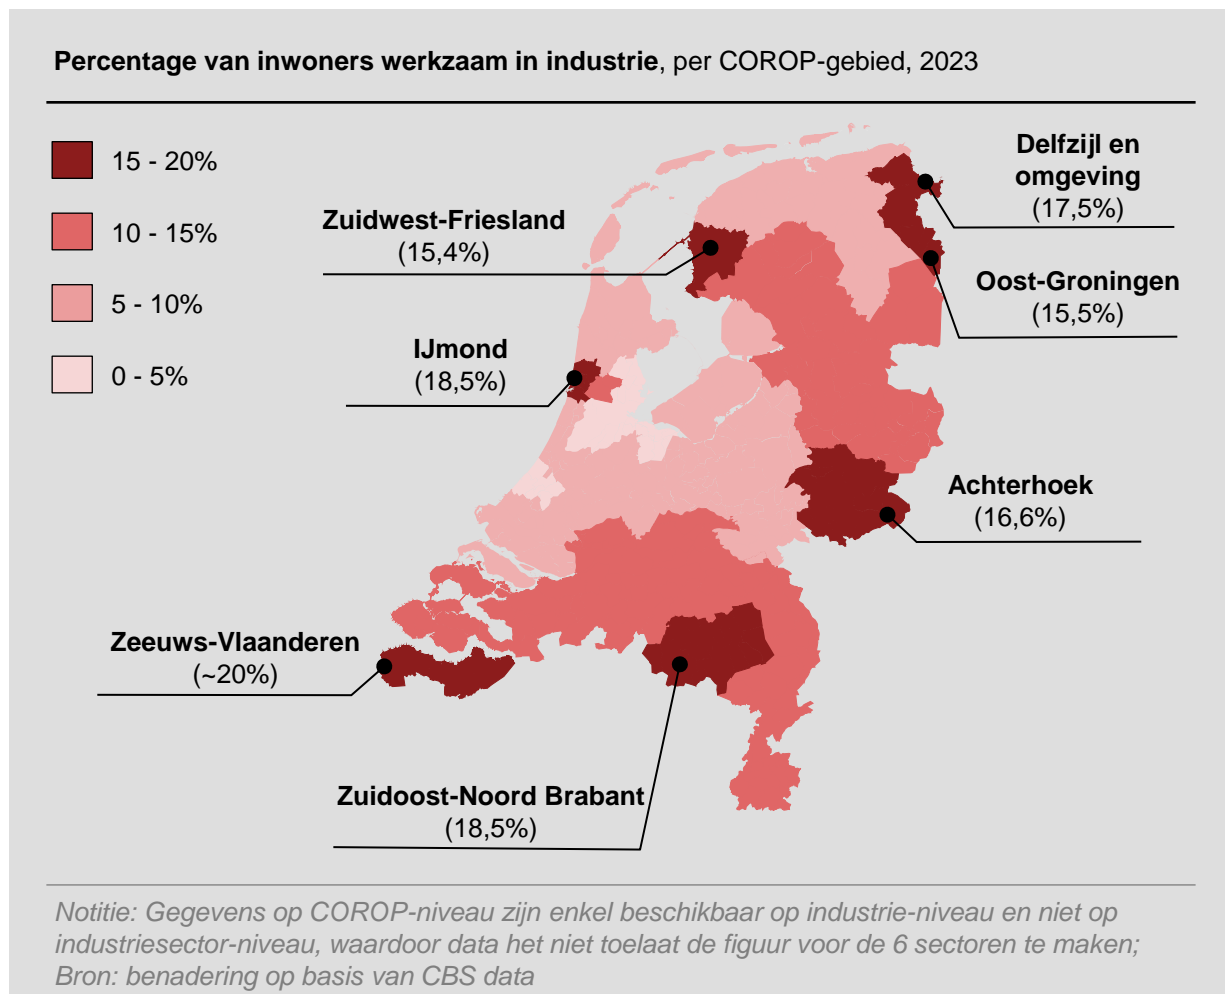 Percentage van inwoners werkzaam in industrie, per COROP-gebied, 2023
15 - 20%
10 - 15%
5 - 10%
0 - 5%
Delfzijl en
omgeving
(17,5%)
Zuidwest-Friesland
(15,4%)
Oost-Groningen
(15,5%)
IJmond
(18,5%)
Achterhoek
(16,6%)
Zeeuws-Vlaanderen
(~20%)
Zuidoost-Noord Brabant
(18,5%)
Notitie: Gegevens op COROP-niveau zijn enkel beschikbaar op industrie-niveau en niet op
industriesector-niveau, waardoor data het niet toelaat de figuur voor de 6 sectoren te maken;
Bron: benadering op basis van CBS data